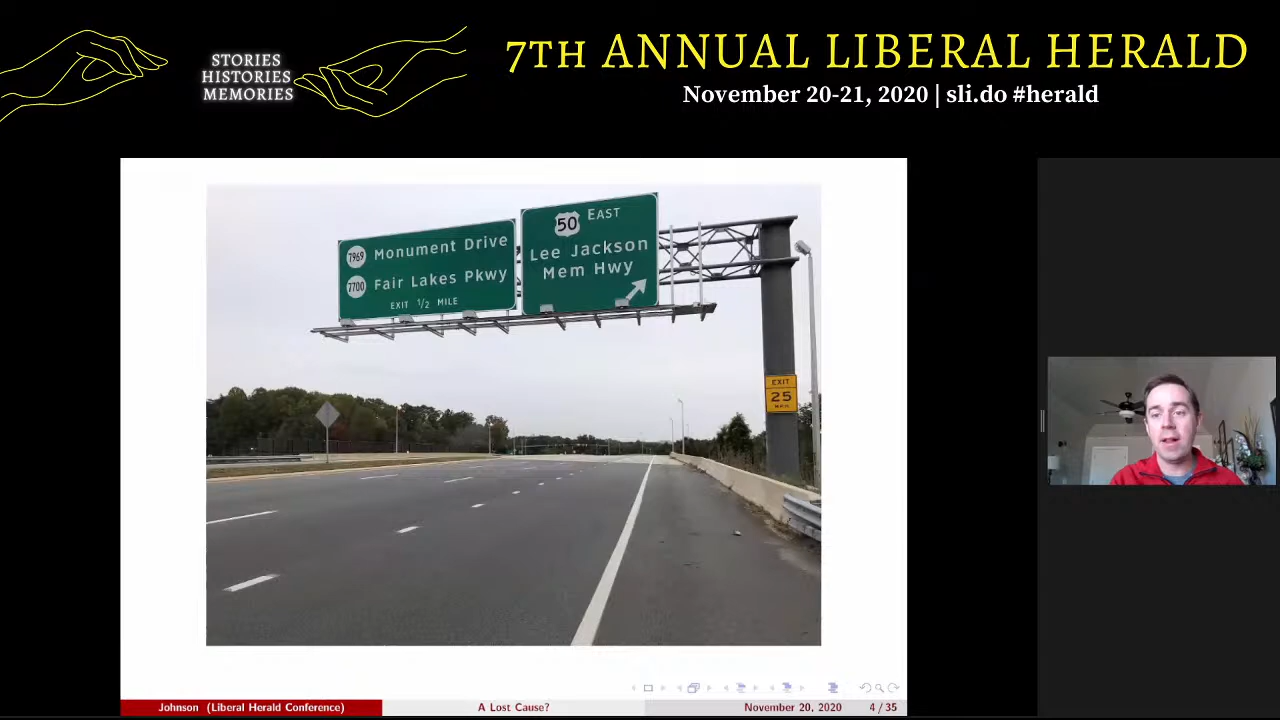 STORIES
HISTORIES
MEMORIES
7TH ANNUAL LIBERAL HERALD
November 20-21, 2020 | sli.do #herald
7969 Monument Drive
7700 Fair Lakes Pkwy
EXIT 1/2 MILE
50 EAST
Lee Jackson
Mem Hwy
EXIT
25
MPH
Johnson (Liberal Herald Conference)
A Lost Cause?
November 20, 2020
4 / 35